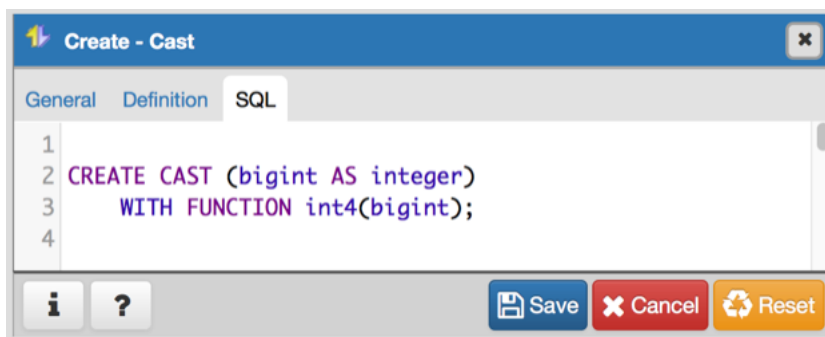 Create - Cast
General Definition SQL
1
2 CREATE CAST (bigint AS integer)
3 WITH FUNCTION int4(bigint);
4
i ? Save Cancel Reset